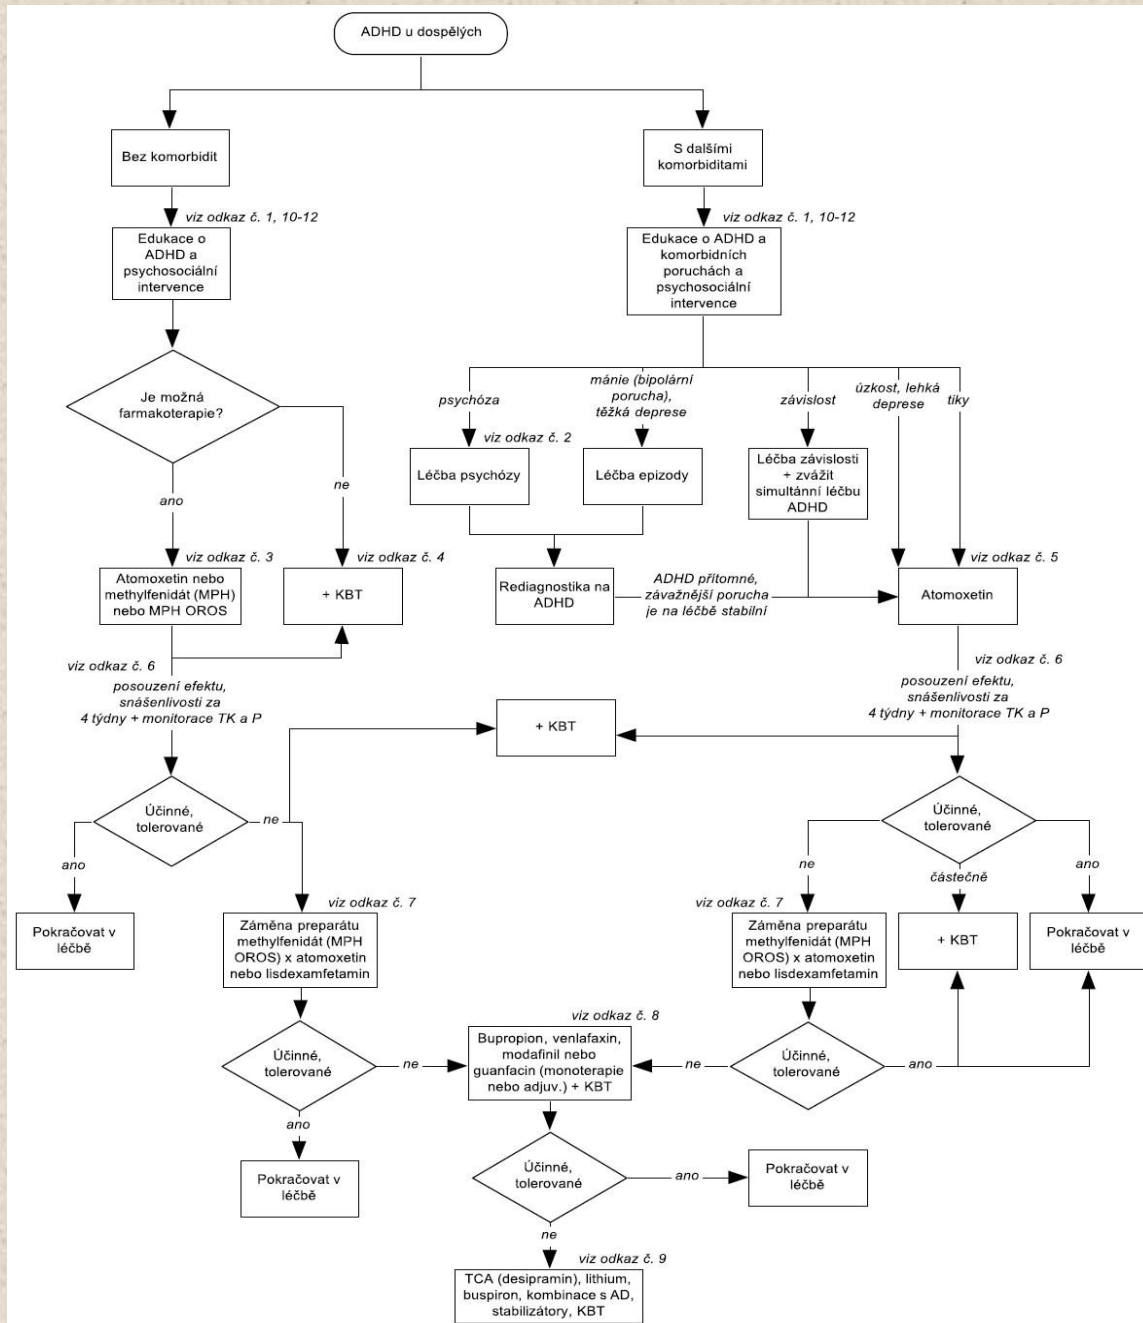 ADHD u dospělých
Bez komorbidit
S dalšími
komorbiditami
viz odkaz č. 1, 10-12
viz odkaz č. 1, 10-12
Edukace o
ADHD a
psychosociální
intervence
Edukace o ADHD a
komorbidních
poruchách a
psychosociální
intervence
Je možná
farmakoterapie?
psychóza
mánie (bipolární
porucha),
těžká deprese
závislost
úzkost, lehká
deprese
tiky
viz odkaz č. 2
Léčba psychózy
Léčba epizody
Léčba závislosti
+ zvážit
simultánní léčbu
ADHD
ano
ne
viz odkaz č. 3
viz odkaz č. 4
viz odkaz č. 5
Atomoxetin nebo
methylfenidát (MPH)
nebo MPH OROS
+ KBT
Rediagnostika na
ADHD
ADHD přítomné,
závažnější porucha
je na léčbě stabilní
Atomoxetin
viz odkaz č. 6
posouzení efektu,
snášenlivosti za
4 týdny + monitorace TK a P
viz odkaz č. 6
posouzení efektu,
snášenlivosti za
4 týdny + monitorace TK a P
+ KBT
Účinné,
tolerované
ne
ano
Účinné,
tolerované
ne
částečně
ano
viz odkaz č. 7
viz odkaz č. 7
Pokračovat v
léčbě
Záměna preparátu
methylfenidát (MPH
OROS) x atomoxetin
nebo lisdexamfetamin
Záměna preparátu
methylfenidát (MPH
OROS) x atomoxetin
nebo lisdexamfetamin
+ KBT
Pokračovat v
léčbě
viz odkaz č. 8
Účinné,
tolerované
ne
Bupropion, venlafaxin,
modafinil nebo
guanfacin (monoterapie
nebo adjuv.) + KBT
ne
Účinné,
tolerované
ano
ano
Pokračovat v
léčbě
Účinné,
tolerované
ano
Pokračovat v
léčbě
ne
viz odkaz č. 9
TCA (desipramin), lithium,
buspiron, kombinace s AD,
stabilizátory, KBT